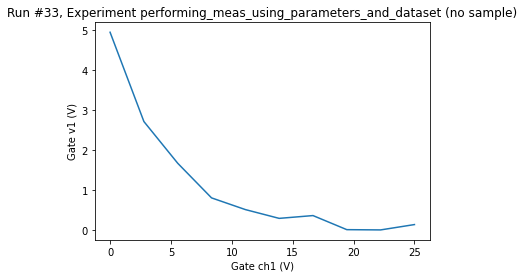 Run #33, Experiment performing_meas_using_parameters_and_dataset (no sample)
5
4
3
2
1
0
Gate v1 (V)
0 5 10 15 20 25
Gate ch1 (V)